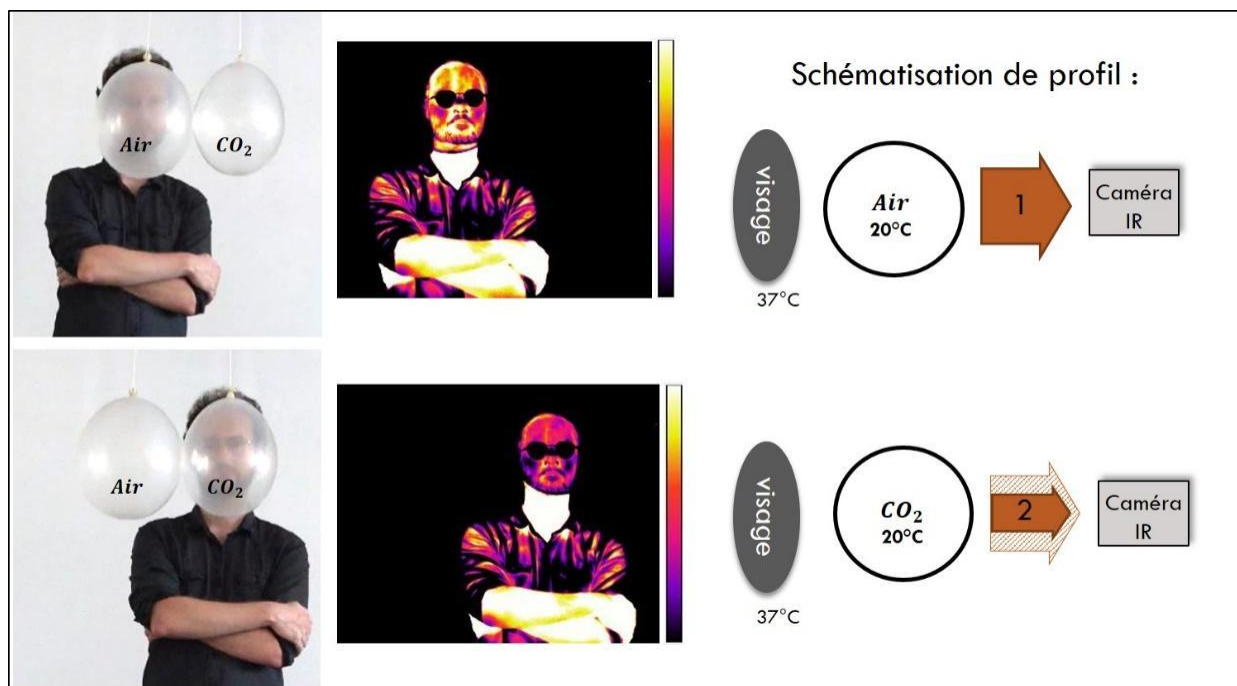 Air
CO₂
Schématisation de profil :
visage
Air
20°C
1
Caméra
IR
37°C
Air
CO₂
visage
CO₂
20°C
2
Caméra
IR
37°C